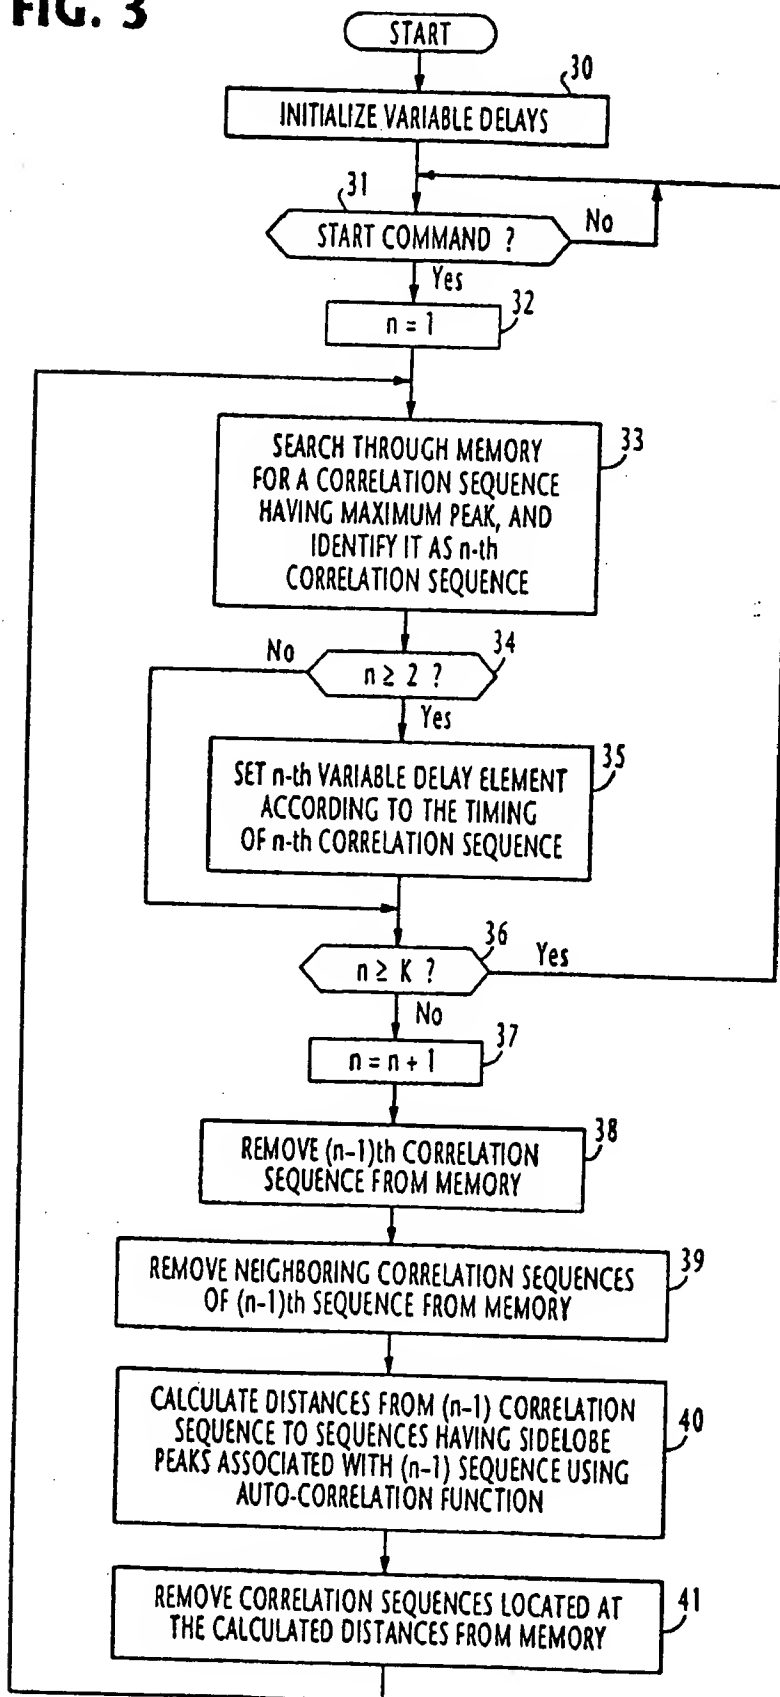 FIG. 3
START
30
INITIALIZE VARIABLE DELAYS
31
START COMMAND ?
No
Yes
32
n = 1
33
SEARCH THROUGH MEMORY
FOR A CORRELATION SEQUENCE
HAVING MAXIMUM PEAK, AND
IDENTIFY IT AS n-th
CORRELATION SEQUENCE
34
No
n ≥ 2 ?
Yes
35
SET n-th VARIABLE DELAY ELEMENT
ACCORDING TO THE TIMING
OF n-th CORRELATION SEQUENCE
36
n ≥ K ?
Yes
No
37
n = n + 1
38
REMOVE (n-1)th CORRELATION
SEQUENCE FROM MEMORY
39
REMOVE NEIGHBORING CORRELATION SEQUENCES
OF (n-1)th SEQUENCE FROM MEMORY
CALCULATE DISTANCES FROM (n-1) CORRELATION
SEQUENCE TO SEQUENCES HAVING SIDELOBE
PEAKS ASSOCIATED WITH (n-1) SEQUENCE USING
AUTO-CORRELATION FUNCTION
40
REMOVE CORRELATION SEQUENCES LOCATED AT
THE CALCULATED DISTANCES FROM MEMORY
41